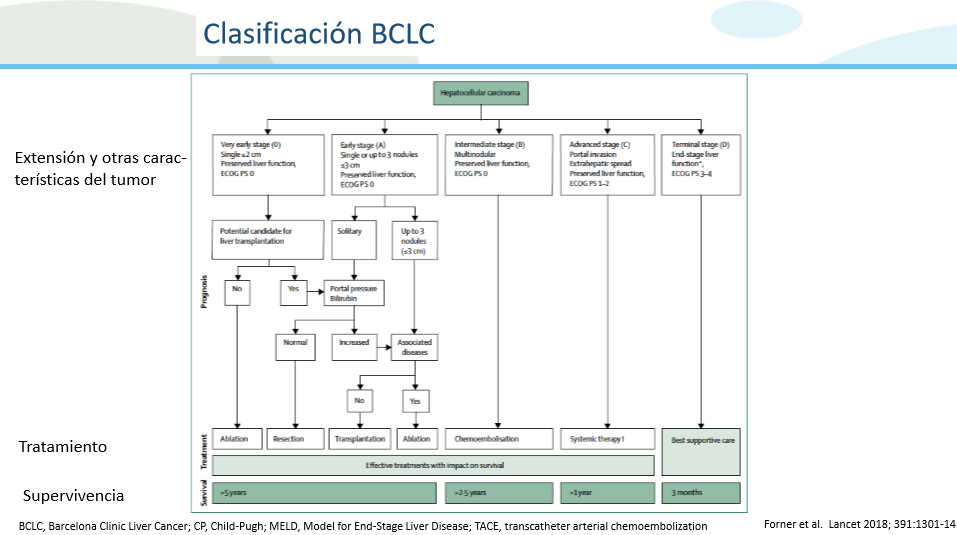 Clasificación BCLC
Hepatocellular carcinoma
Extensión y otras carac-
terísticas del tumor
Very early stage (0)
Single ≤2 cm
Preserved liver function,
ECOG PS 0
Early stage (A)
Single or up to 3 nodules
≤3 cm
Preserved liver function,
ECOG PS 0
Intermediate stage (B)
Multinodular
Preserved liver function,
ECOG PS 0
Advanced stage (C)
Portal invasion
Extrahepatic spread
Preserved liver function,
ECOG PS 1–2
Terminal stage (D)
End-stage liver
function*,
ECOG PS 3–4
Potential candidate for
liver transplantation
Solitary
Up to 3
nodules
(≤3 cm)
Prognosis
No
Yes
Portal pressure
Bilirubin
Normal
Increased
Associated
diseases
No
Yes
Tratamiento
Treatment
Ablation
Resection
Transplantation
Ablation
Chemoembolisation
Systemic therapy†
Best supportive care
Effective treatments with impact on survival
Supervivencia
Survival
>5 years
>2·5 years
>1 year
3 months
BCLC, Barcelona Clinic Liver Cancer; CP, Child-Pugh; MELD, Model for End-Stage Liver Disease; TACE, transcatheter arterial chemoembolization
Forner et al. Lancet 2018; 391:1301-14